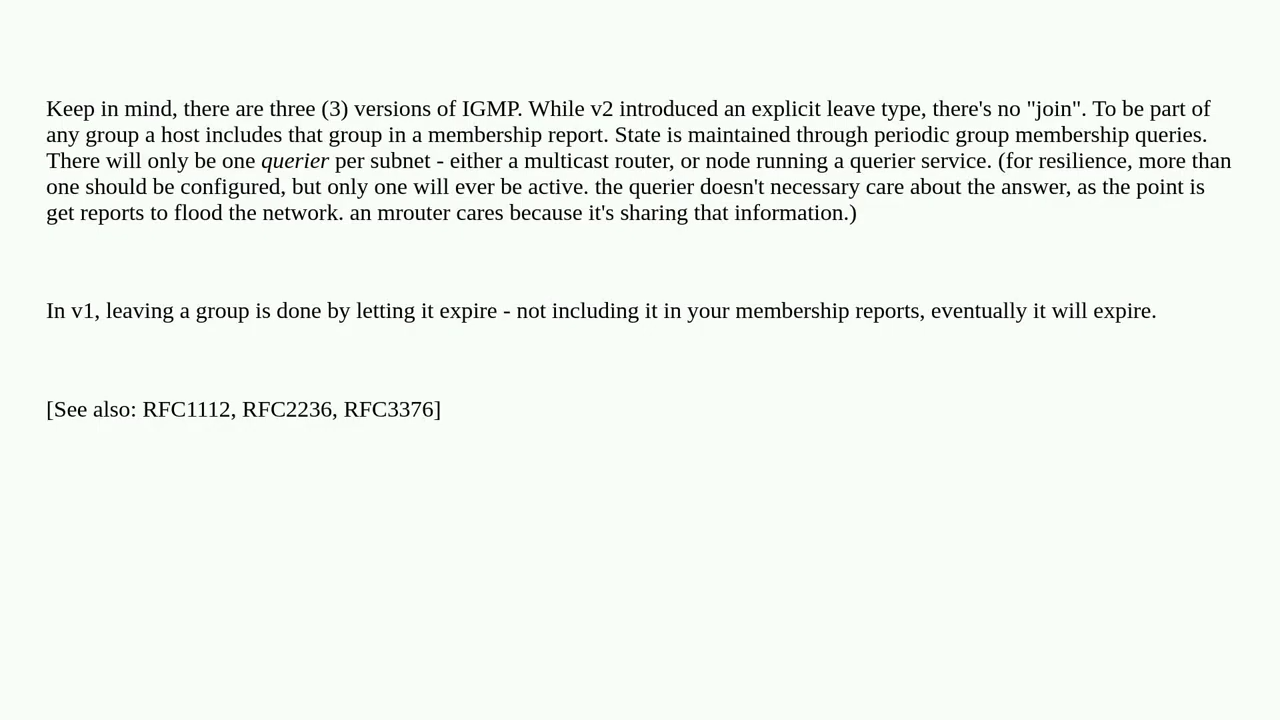 Keep in mind, there are three (3) versions of IGMP. While v2 introduced an explicit leave type, there's no "join". To be part of
any group a host includes that group in a membership report. State is maintained through periodic group membership queries.
There will only be one querier per subnet - either a multicast router, or node running a querier service. (for resilience, more than
one should be configured, but only one will ever be active. the querier doesn't necessary care about the answer, as the point is
get reports to flood the network. an mrouter cares because it's sharing that information.)
In v1, leaving a group is done by letting it expire - not including it in your membership reports, eventually it will expire.
[See also: RFC1112, RFC2236, RFC3376]